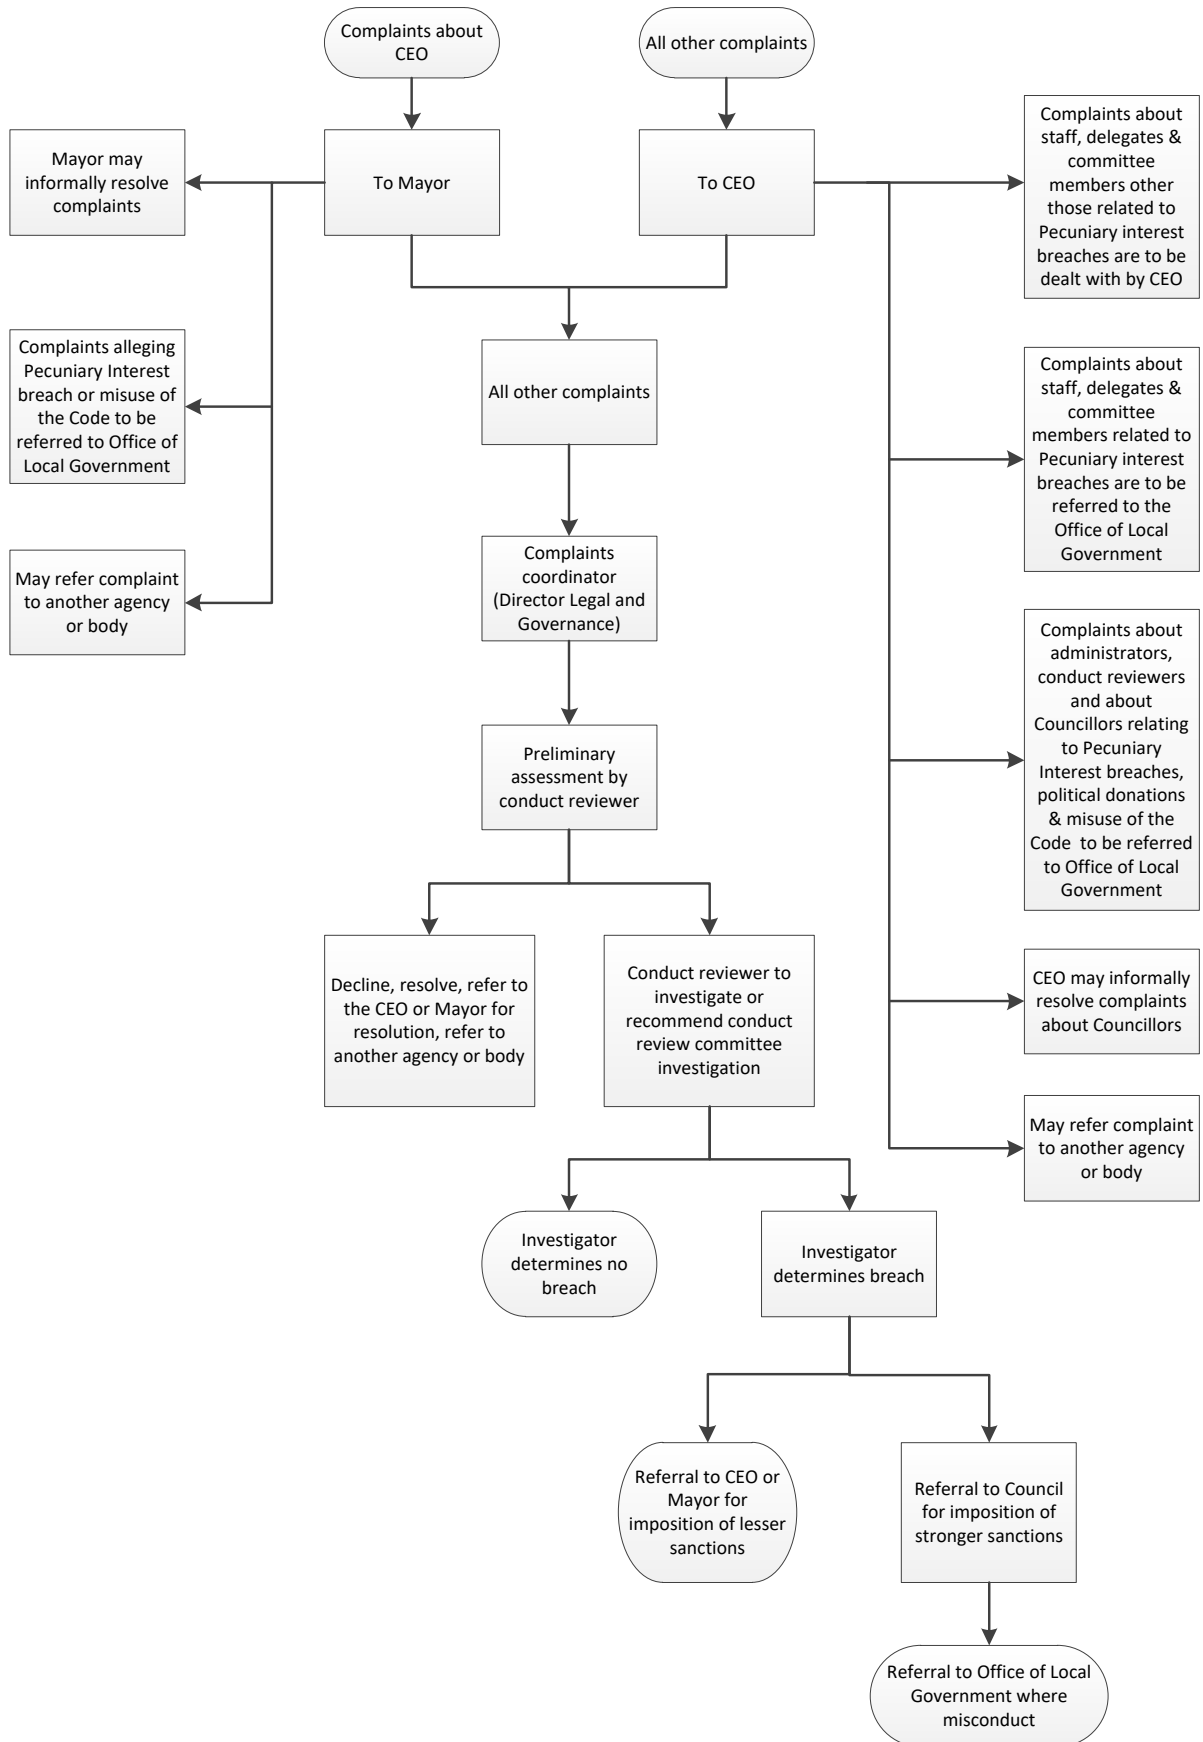 Complaints about
CEO
All other complaints
Mayor may
informally resolve
complaints
To Mayor
To CEO
Complaints about
staff, delegates &
committee
members other
those related to
Pecuniary interest
breaches are to be
dealt with by CEO
Complaints alleging
Pecuniary Interest
breach or misuse of
the Code to be
referred to Office of
Local Government
All other complaints
Complaints about
staff, delegates &
committee
members related to
Pecuniary interest
breaches are to be
referred to the
Office of Local
Government
May refer complaint
to another agency
or body
Complaints
coordinator
(Director Legal and
Governance)
Complaints about
administrators,
conduct reviewers
and about
Councillors relating
to Pecuniary
Interest breaches,
political donations
& misuse of the
Code  to be referred
to Office of Local
Government
Preliminary
assessment by
conduct reviewer
Decline, resolve, refer to
the CEO or Mayor for
resolution, refer to
another agency or body
Conduct reviewer to
investigate or
recommend conduct
review committee
investigation
CEO may informally
resolve complaints
about Councillors
May refer complaint
to another agency
or body
Investigator
determines no
breach
Investigator
determines breach
Referral to CEO or
Mayor for
imposition of lesser
sanctions
Referral to Council
for imposition of
stronger sanctions
Referral to Office of Local
Government where
misconduct